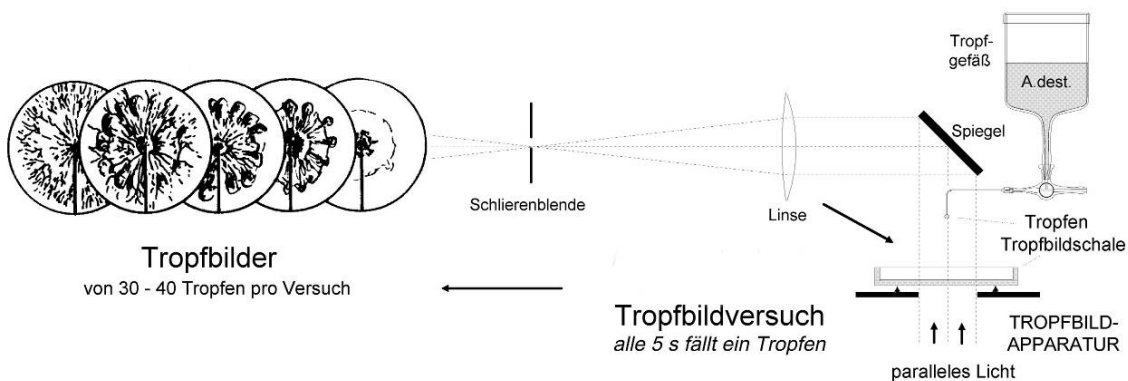 Tropf-
gefäß
A.dest.
Spiegel
Schlierenblende
Linse
Tropfen
Tropfbildschale
Tropfbilder
von 30 - 40 Tropfen pro Versuch
Tropfbildversuch
alle 5 s fällt ein Tropfen
TROPFBILD-
APPARATUR
paralleles Licht